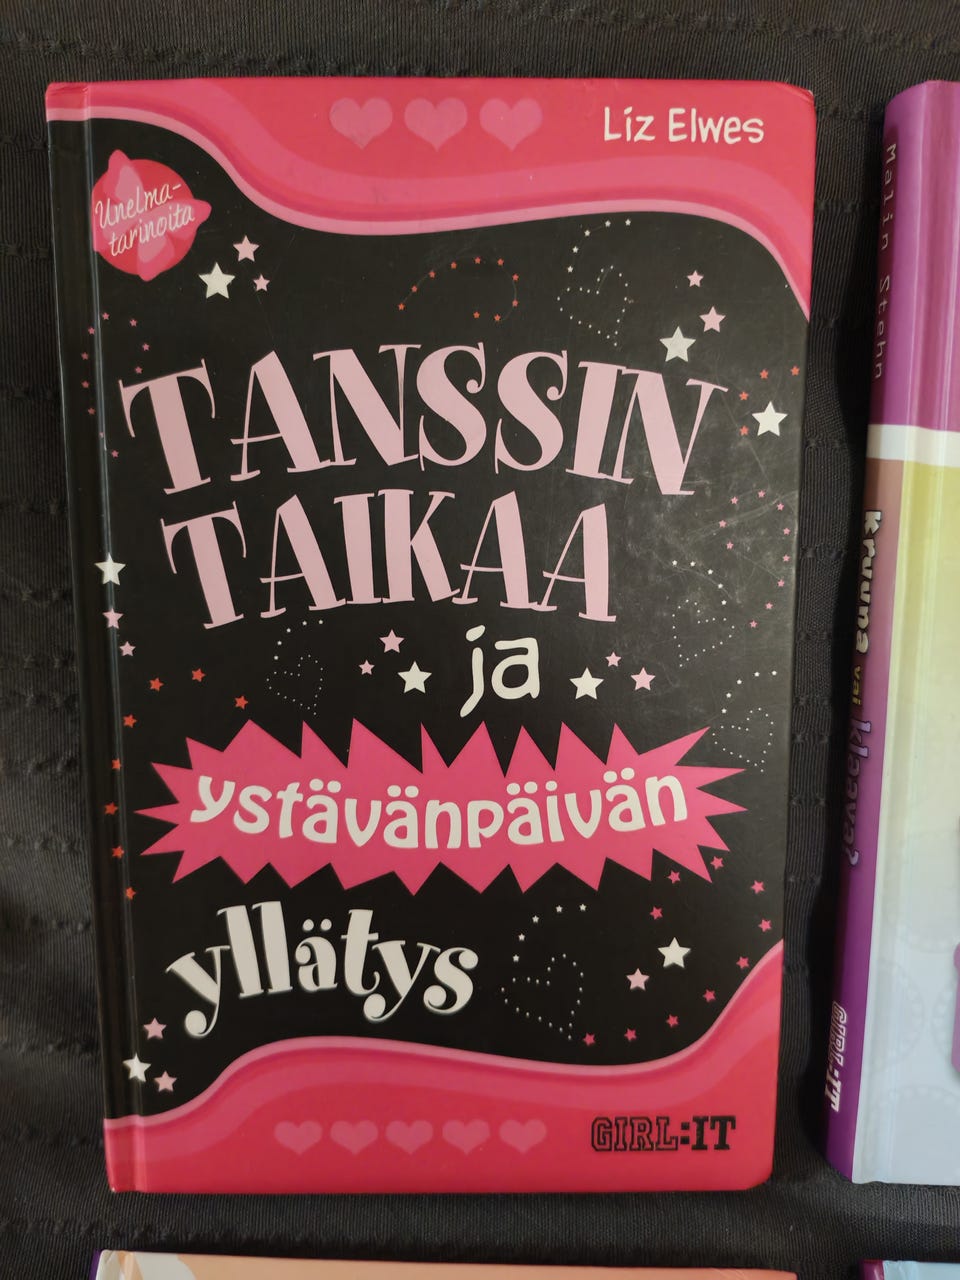 Liz Elwes
Unelma-
tarinoita
TANSSIN
TAIKAA
ja
ystävänpäivän
yllätys
GIRL:IT
Malin Stehn
kruuna vai klaava?
GIRL:IT